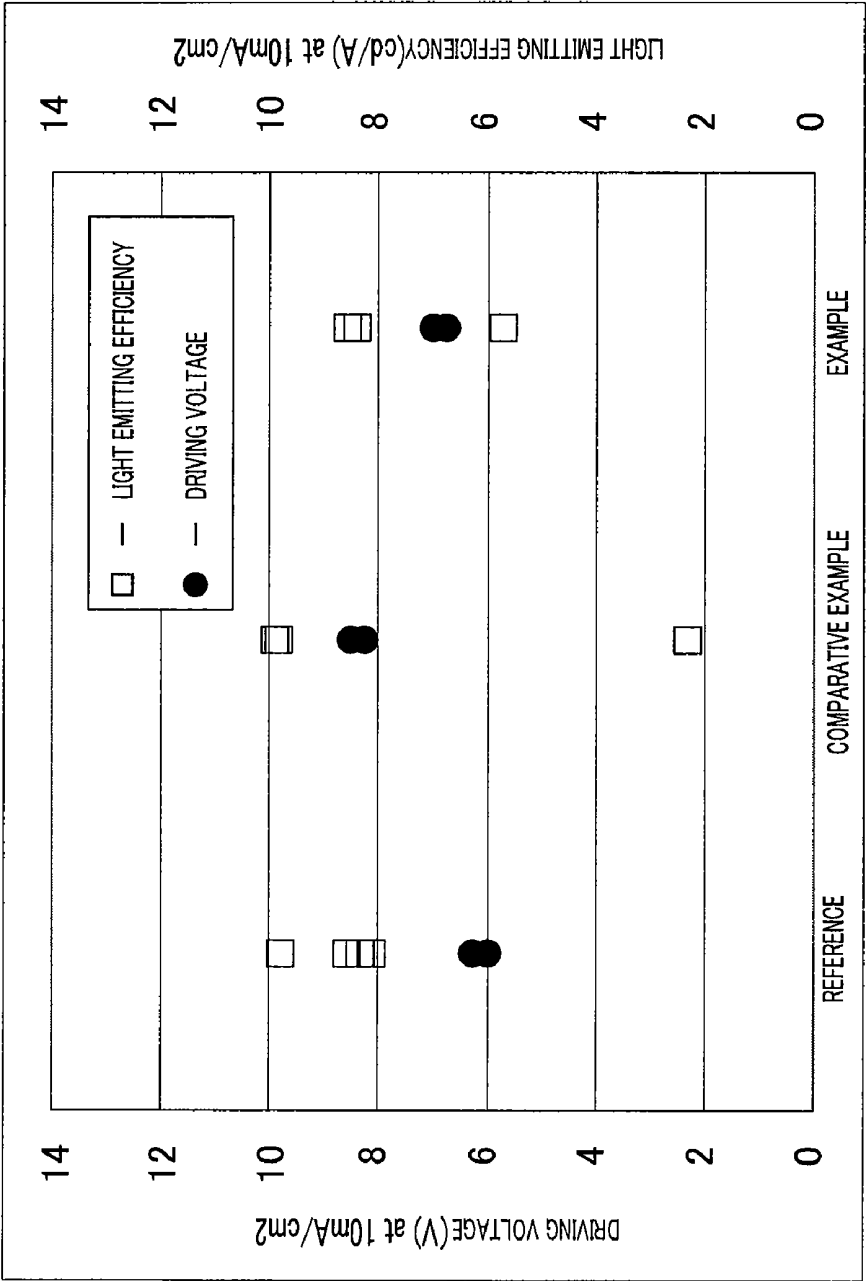 LIGHT EMITTING EFFICIENCY
DRIVING VOLTAGE
DRIVING VOLTAGE(V) at 10mA/cm2
14
12
10
8
6
4
2
0
LIGHT EMITTING EFFICIENCY(cd/A) at 10mA/cm2
14
12
10
8
6
4
2
0
REFERENCE
COMPARATIVE EXAMPLE
EXAMPLE